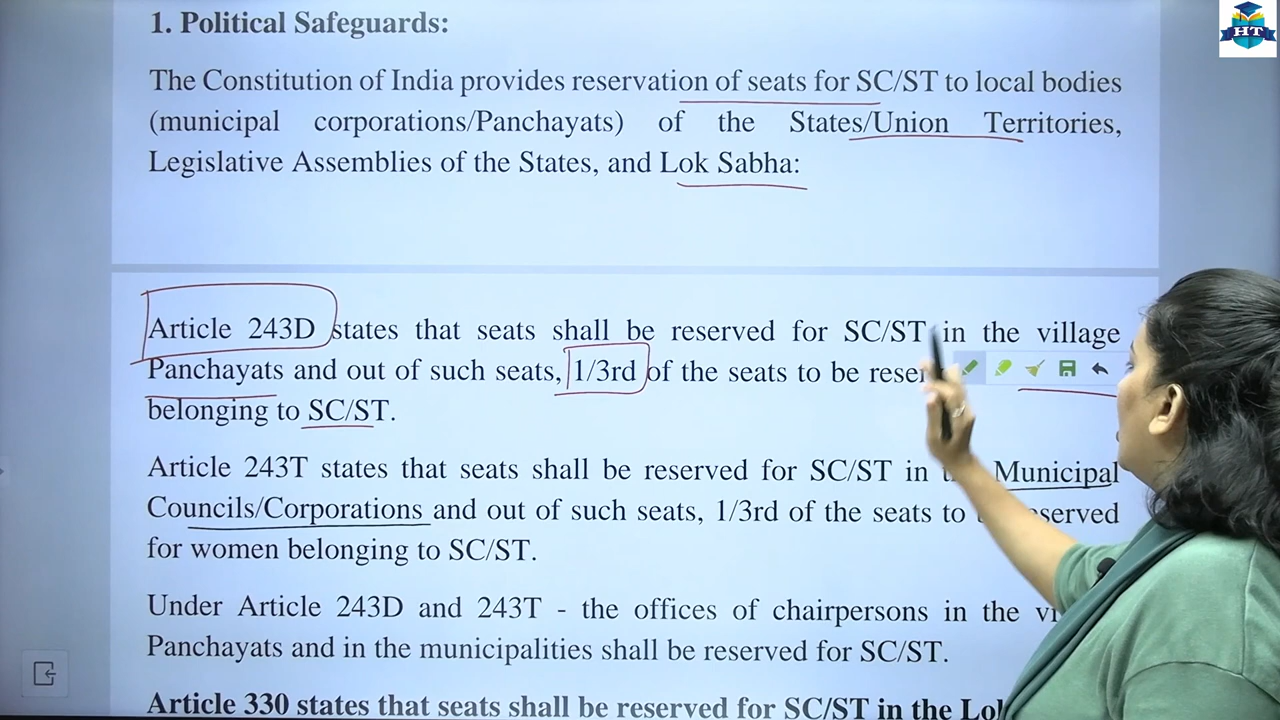 HT
1. Political Safeguards:
The Constitution of India provides reservation of seats for SC/ST to local bodies
(municipal corporations/Panchayats) of the States/Union Territories,
Legislative Assemblies of the States, and Lok Sabha:
Article 243D states that seats shall be reserved for SC/ST in the village
Panchayats and out of such seats, 1/3rd of the seats to be
belonging to SC/ST.
Article 243T states that seats shall be reserved for SC/ST in Municipal
Councils/Corporations and out of such seats, 1/3rd of the seats to
for women belonging to SC/ST.
Under Article 243D and 243T - the offices of chairpersons in the
Panchayats and in the municipalities shall be reserved for SC/ST.
Article 330 states that seats shall be reserved for SC/ST in the